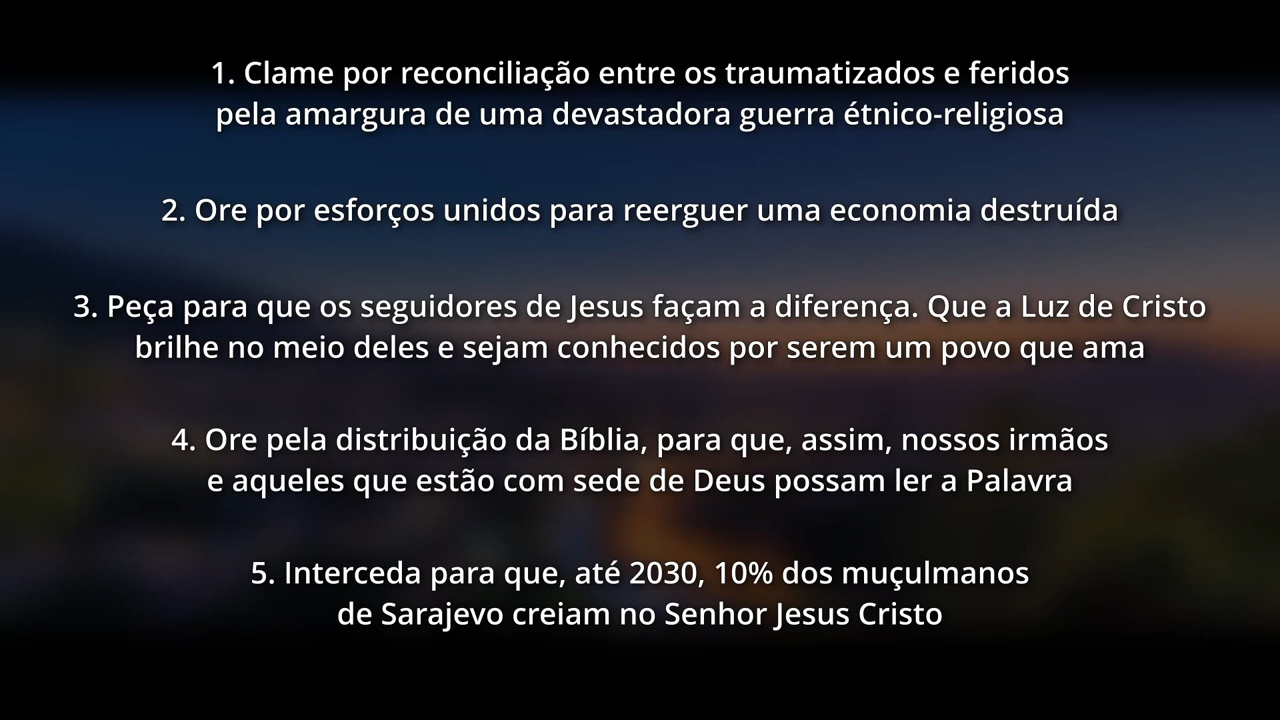 1. Clame por reconciliação entre os traumatizados e feridos
pela amargura de uma devastadora guerra étnico-religiosa
2. Ore por esforços unidos para reerguer uma economia destruída
3. Peça para que os seguidores de Jesus façam a diferença. Que a Luz de Cristo
brilhe no meio deles e sejam conhecidos por serem um povo que ama
4. Ore pela distribuição da Bíblia, para que, assim, nossos irmãos
e aqueles que estão com sede de Deus possam ler a Palavra
5. Interceda para que, até 2030, 10% dos muçulmanos
de Sarajevo creiam no Senhor Jesus Cristo